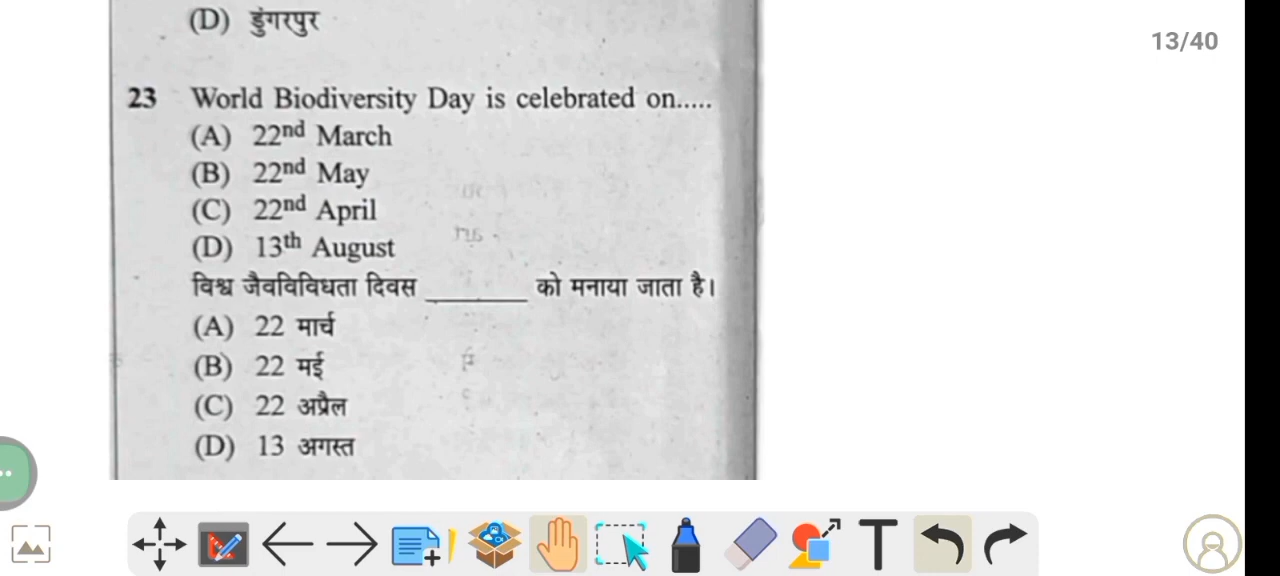 (D) डुंगरपुर
13/40
23 World Biodiversity Day is celebrated on.....
(A) 22nd March
(B) 22nd May
(C) 22nd April
(D) 13th August
विश्व जैवविविधता दिवस ________ को मनाया जाता है।
(A) 22 मार्च
(B) 22 मई
(C) 22 अप्रैल
(D) 13 अगस्त
T